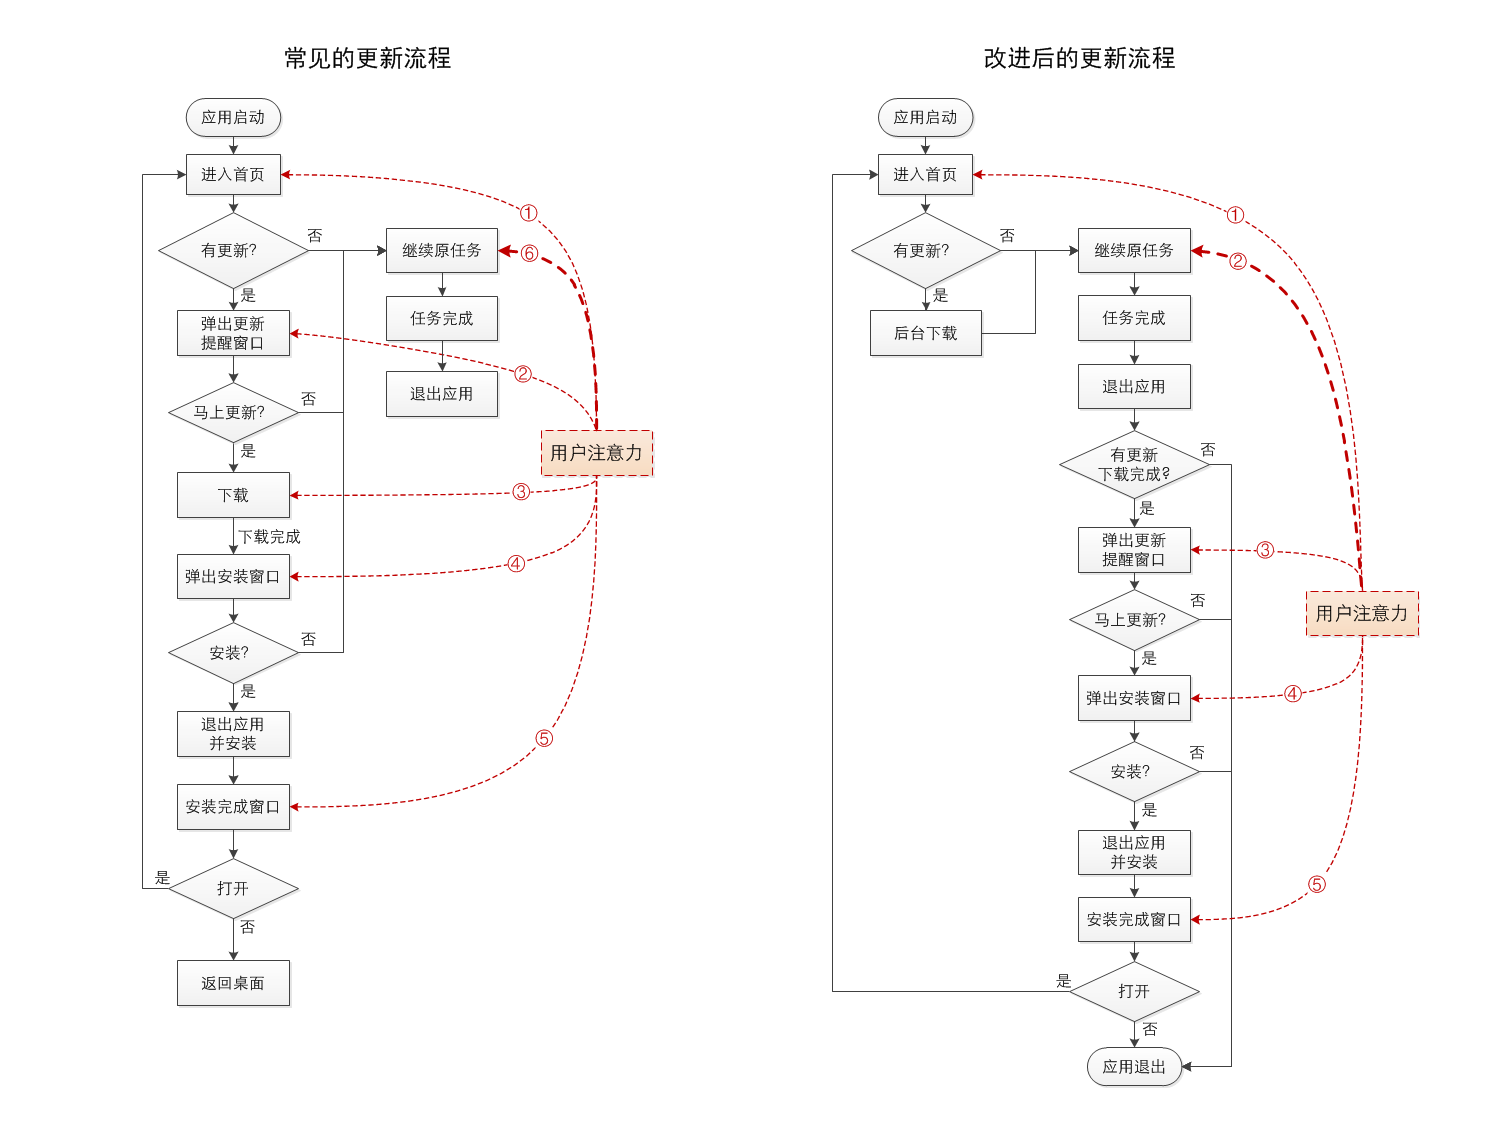 常见的更新流程
应用启动
进入首页
有更新?
否
是
继续原任务
任务完成
退出应用
弹出更新
提醒窗口
马上更新?
否
是
下载
下载完成
弹出安装窗口
安装?
否
是
退出应用
并安装
安装完成窗口
打开
是
否
返回桌面
用户注意力
①
⑥
②
③
④
⑤
改进后的更新流程
应用启动
进入首页
有更新?
否
是
后台下载
继续原任务
任务完成
退出应用
有更新
下载完成?
否
是
弹出更新
提醒窗口
马上更新?
否
是
弹出安装窗口
安装?
否
是
退出应用
并安装
安装完成窗口
打开
是
否
应用退出
用户注意力
①
②
③
④
⑤